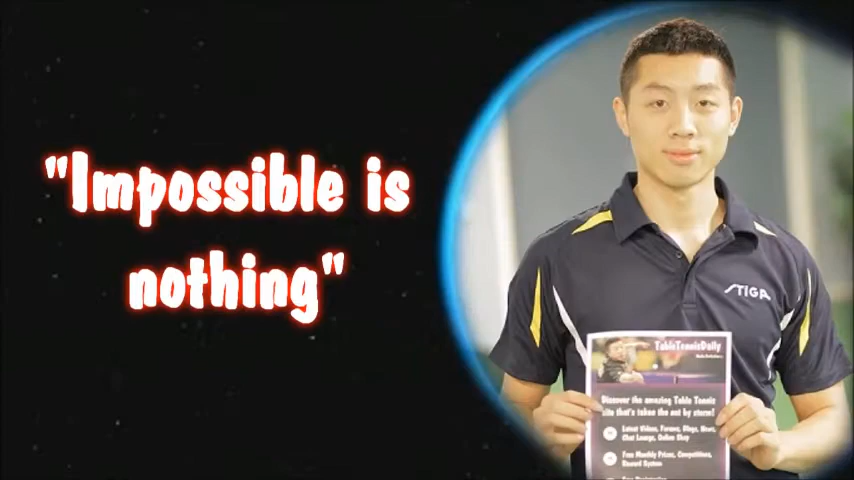 "Impossible is
nothing"
STIGA
TableTennisDaily
Discover the amazing Table Tennis
site that's taken the net by storm!
Latest Videos, Forums, Blogs, News,
Chat Lounge, Online Shop
Free Monthly Prizes, Competitions,
Reward System